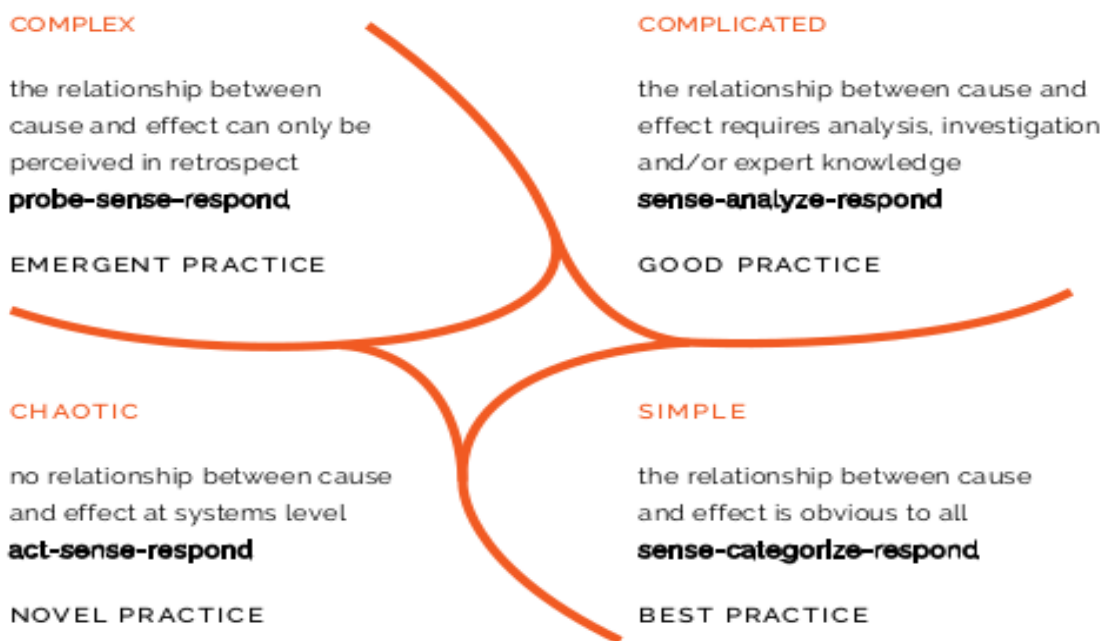 COMPLEX
the relationship between
cause and effect can only be
perceived in retrospect
probe-sense-respond
EMERGENT PRACTICE
COMPLICATED
the relationship between cause and
effect requires analysis, investigation
and/or expert knowledge
sense-analyze-respond
GOOD PRACTICE
CHAOTIC
no relationship between cause
and effect at systems level
act-sense-respond
NOVEL PRACTICE
SIMPLE
the relationship between cause
and effect is obvious to all
sense-categorize-respond
BEST PRACTICE